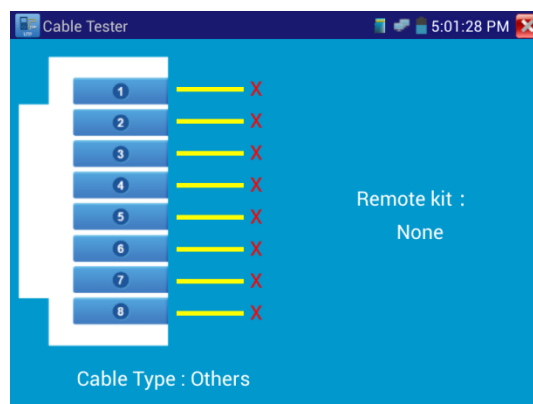 Cable Tester
5:01:28 PM
1 X
2 X
3 X
4 X
5 X
6 X
7 X
8 X
Remote kit :
None
Cable Type : Others